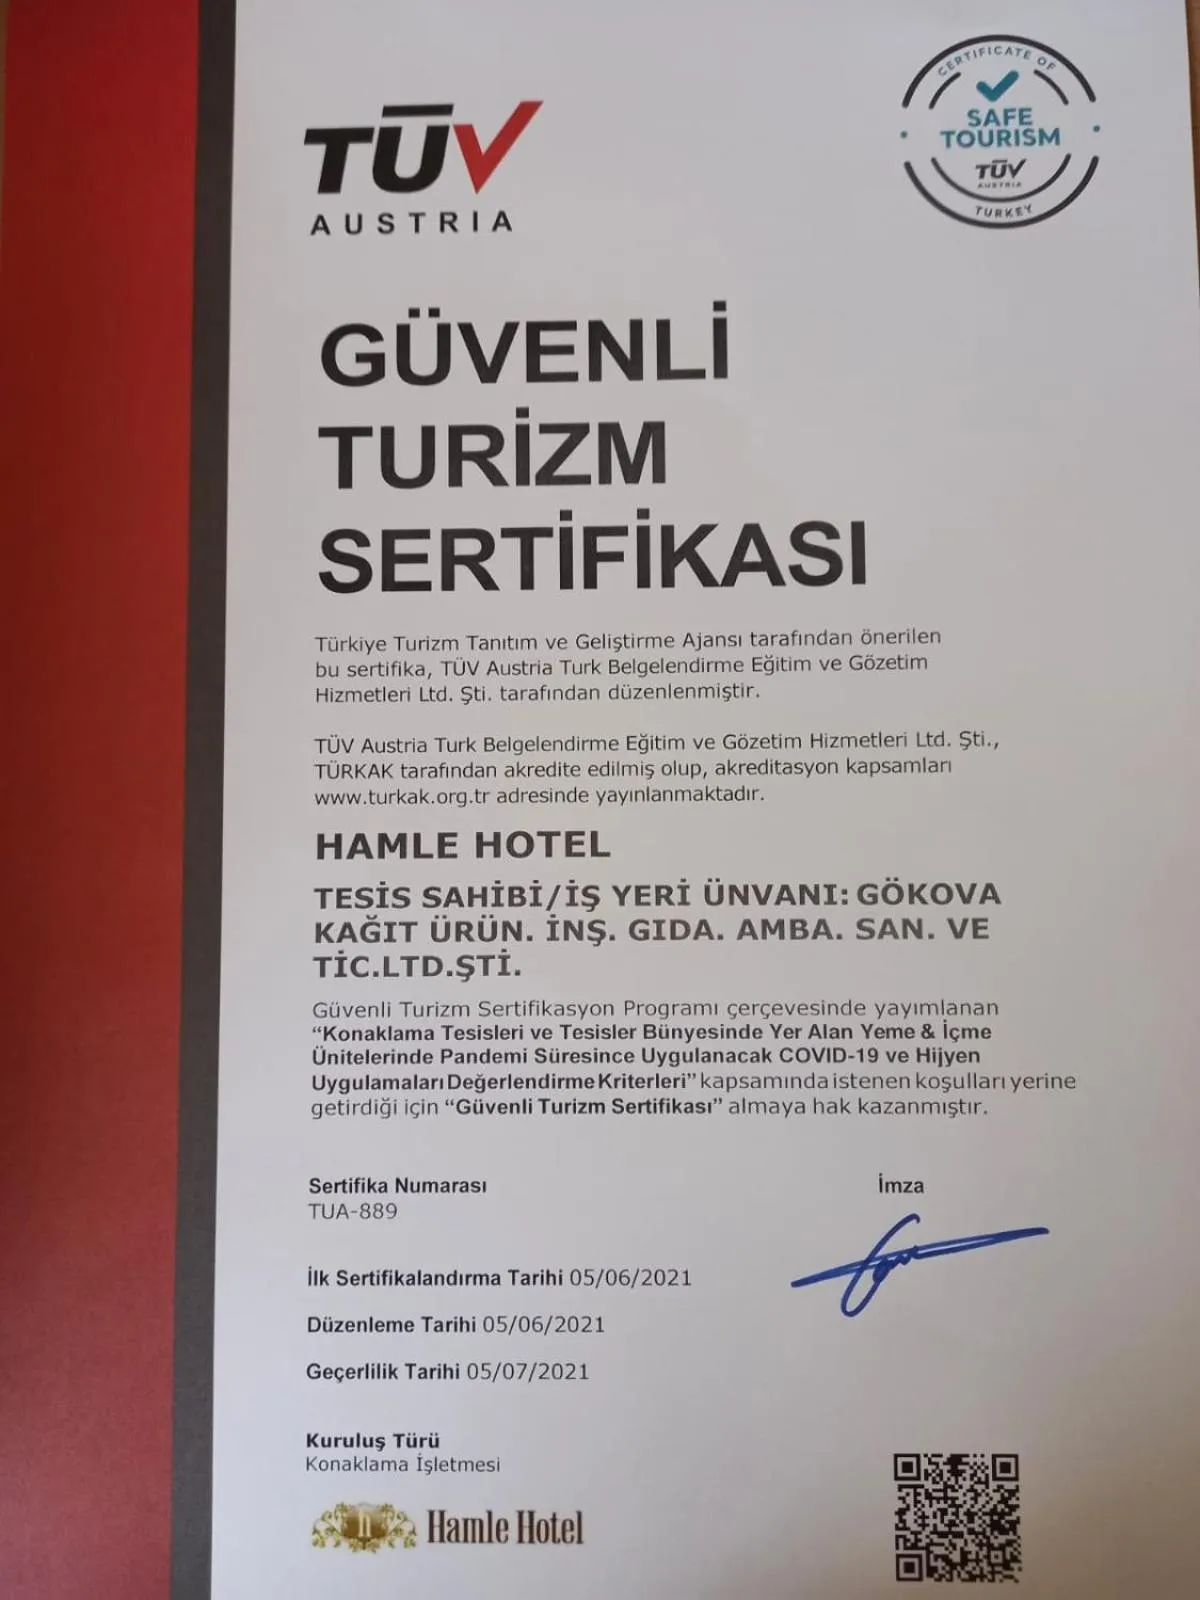 TÜV
AUSTRIA
CERTIFICATE OF
SAFE
TOURISM
TÜV
AUSTRIA
TURKEY
GÜVENLİ
TURİZM
SERTİFİKASI
Türkiye Turizm Tanıtım ve Geliştirme Ajansı tarafından önerilen
bu sertifika, TÜV Austria Turk Belgelendirme Eğitim ve Gözetim
Hizmetleri Ltd. Şti. tarafından düzenlenmiştir.
TÜV Austria Turk Belgelendirme Eğitim ve Gözetim Hizmetleri Ltd. Şti.,
TÜRKAK tarafından akredite edilmiş olup, akreditasyon kapsamları
www.turkak.org.tr adresinde yayınlanmaktadır.
HAMLE HOTEL
TESİS SAHİBİ/İŞ YERİ ÜNVANI: GÖKOVA
KAĞIT ÜRÜN. İNŞ. GIDA. AMBA. SAN. VE
TİC.LTD.ŞTİ.
Güvenli Turizm Sertifikasyon Programı çerçevesinde yayımlanan
“Konaklama Tesisleri ve Tesisler Bünyesinde Yer Alan Yeme & İçme
Ünitelerinde Pandemi Süresince Uygulanacak COVID-19 ve Hijyen
Uygulamaları Değerlendirme Kriterleri” kapsamında istenen koşulları yerine
getirdiği için “Güvenli Turizm Sertifikası” almaya hak kazanmıştır.
Sertifika Numarası
TUA-889
İmza
İlk Sertifikalandırma Tarihi 05/06/2021
Düzenleme Tarihi 05/06/2021
Geçerlilik Tarihi 05/07/2021
Kuruluş Türü
Konaklama İşletmesi
Hamle Hotel